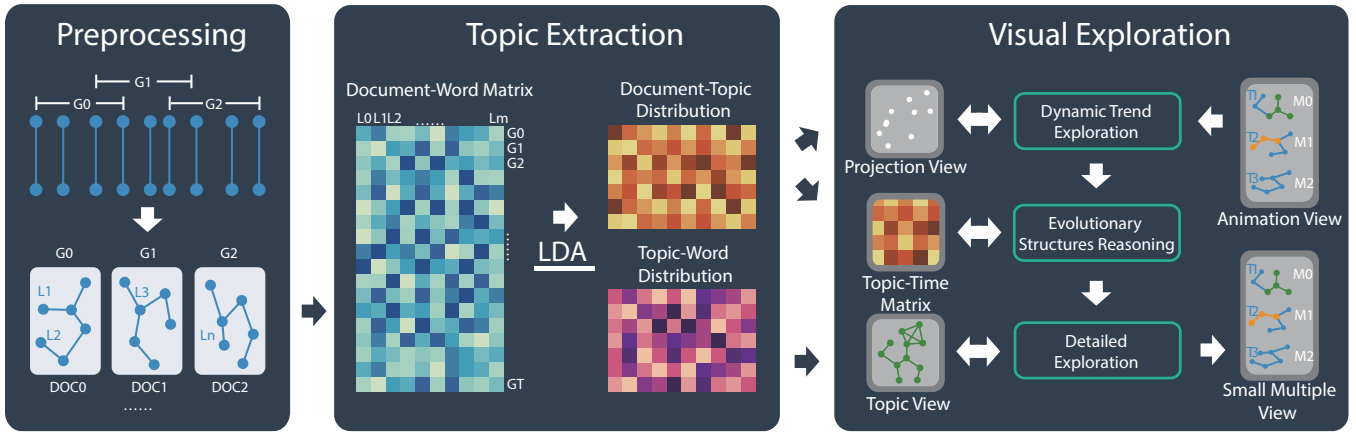 Preprocessing
G1
G0
G2
G0
G1
G2
L1
L2
L3
Ln
DOC0
DOC1
DOC2
......
Topic Extraction
Document-Word Matrix
L0 L1 L2 ...... Lm
G0
G1
G2
......
GT
LDA
Document-Topic
Distribution
Topic-Word
Distribution
Visual Exploration
Projection View
Dynamic Trend
Exploration
T1
M0
T2
M1
T3
M2
Animation View
Topic-Time
Matrix
Evolutionary
Structures Reasoning
Topic View
Detailed
Exploration
T1
M0
T2
M1
T3
M2
Small Multiple
View